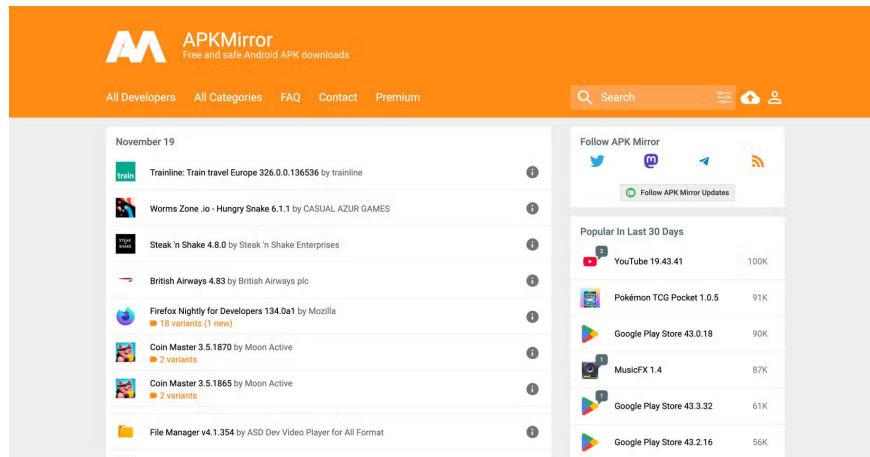 APKMirror
Free and safe Android APK downloads
All Developers All Categories FAQ Contact Premium
Search
November 19
train
Trainline: Train travel Europe 326.0.0.136536 by trainline
Worms Zone .io - Hungry Snake 6.1.1 by CASUAL AZUR GAMES
STEAK 'N SHAKE
Steak 'n Shake 4.8.0 by Steak 'n Shake Enterprises
British Airways 4.83 by British Airways plc
Firefox Nightly for Developers 134.0a1 by Mozilla
18 variants (1 new)
Coin Master 3.5.1870 by Moon Active
2 variants
Coin Master 3.5.1865 by Moon Active
2 variants
File Manager v4.1.354 by ASD Dev Video Player for All Format
Follow APK Mirror
Follow APK Mirror Updates
Popular In Last 30 Days
2
YouTube 19.43.41 100K
Pokémon TCG Pocket 1.0.5 91K
Google Play Store 43.0.18 90K
1
MusicFX 1.4 87K
1
Google Play Store 43.3.32 61K
Google Play Store 43.2.16 56K